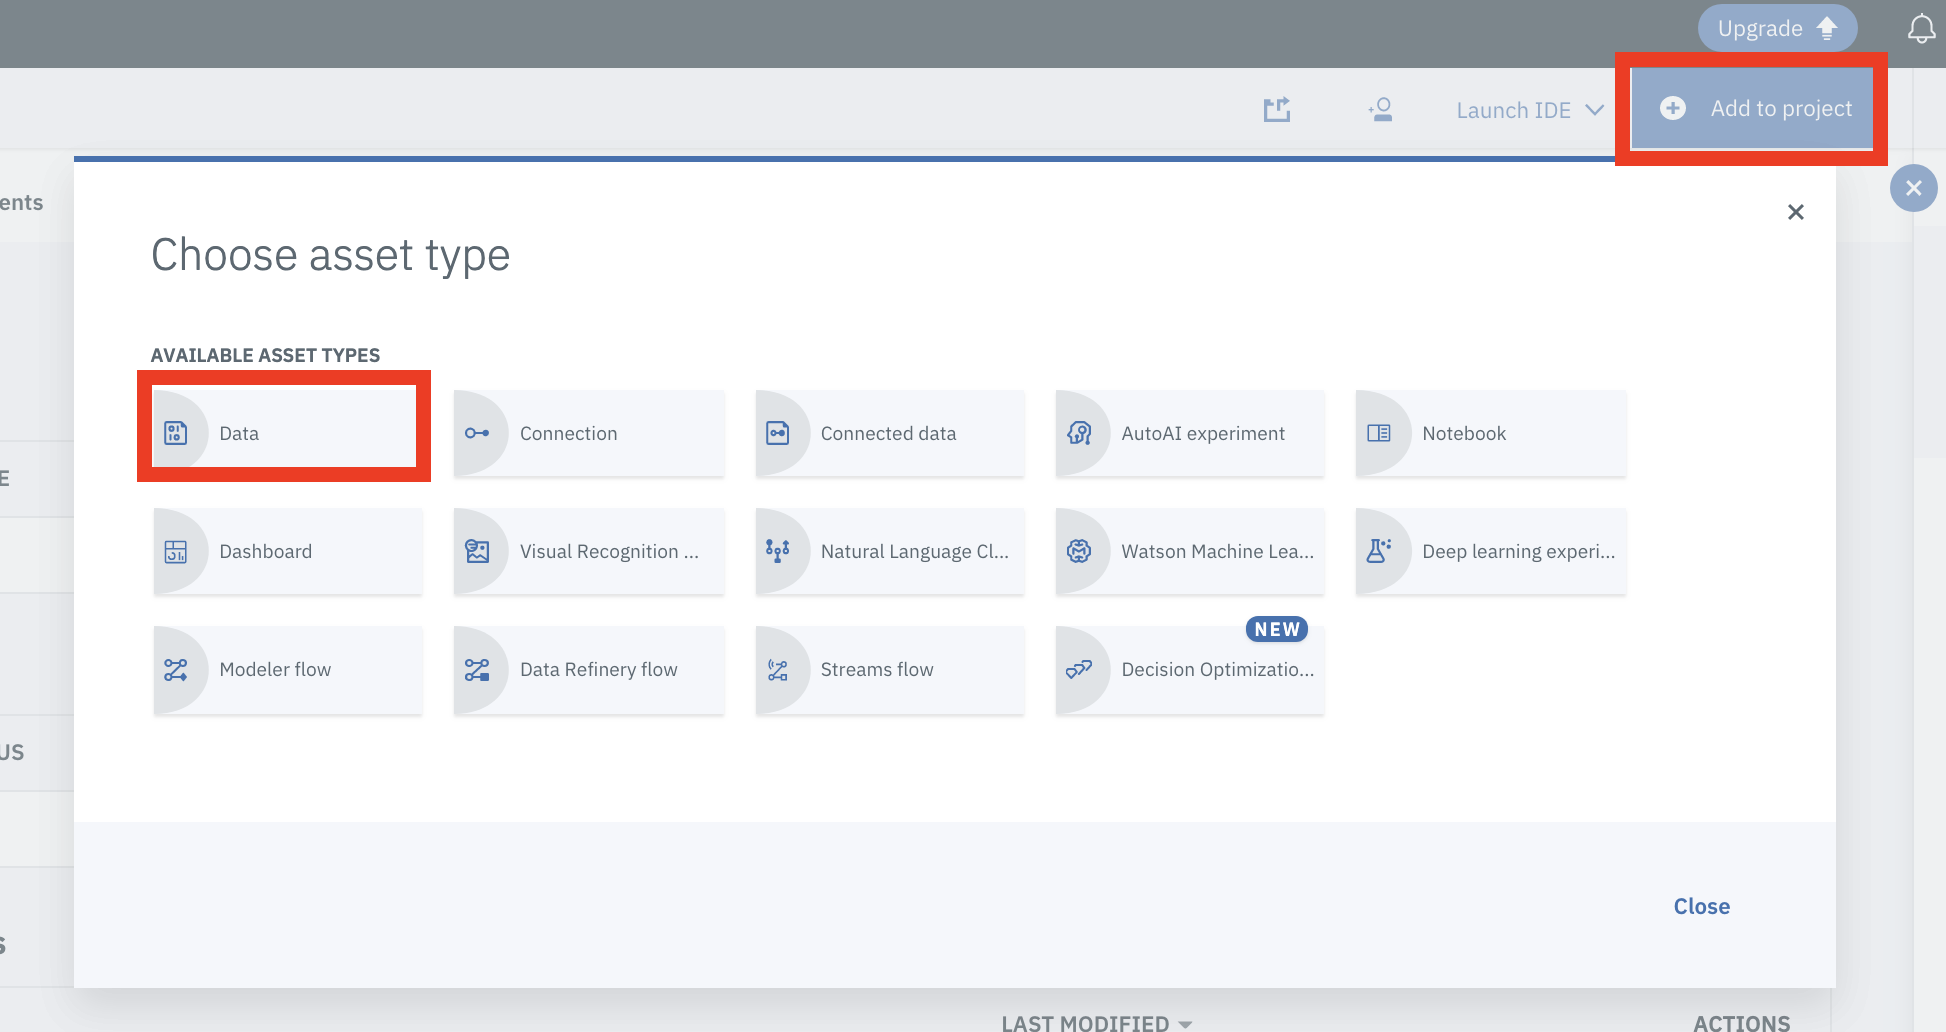 Upgrade
Launch IDE
Add to project
ents
Choose asset type
AVAILABLE ASSET TYPES
Data
Connection
Connected data
AutoAI experiment
Notebook
E
Dashboard
Visual Recognition ...
Natural Language Cl...
Watson Machine Lea...
Deep learning experi...
NEW
Modeler flow
Data Refinery flow
Streams flow
Decision Optimizatio...
US
Close
s
LAST MODIFIED
ACTIONS